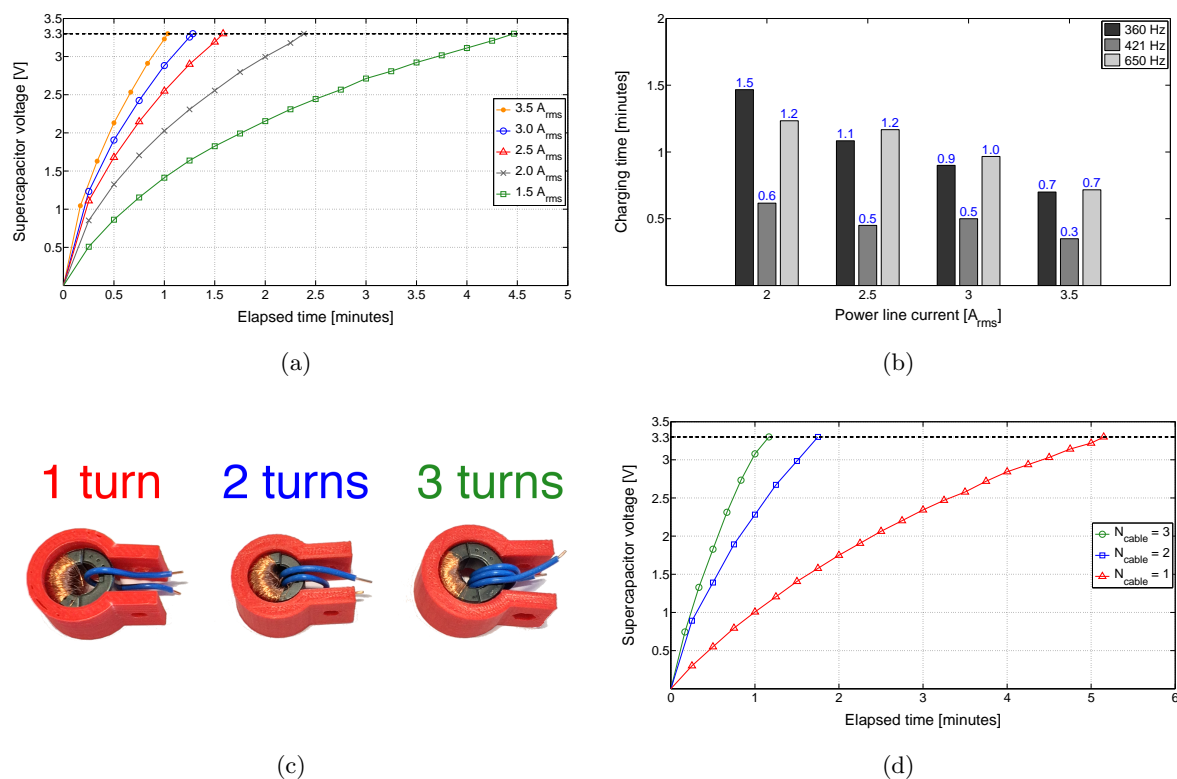 3.5
3.3
3
2.5
2
1.5
1
0.5
Supercapacitor voltage [V]
3.5 A_rms
3.0 A_rms
2.5 A_rms
2.0 A_rms
1.5 A_rms
0 0.5 1 1.5 2 2.5 3 3.5 4 4.5 5
Elapsed time [minutes]
(a)
2
1.5
1
0.5
Charging time [minutes]
360 Hz
421 Hz
650 Hz
1.5 0.6 1.2 1.1 0.5 1.2 0.9 0.5 1.0 0.7 0.3 0.7
2 2.5 3 3.5
Power line current [A_rms]
(b)
1 turn 2 turns 3 turns
(c)
3.5
3.3
3
2.5
2
1.5
1
0.5
Supercapacitor voltage [V]
N_cable = 3
N_cable = 2
N_cable = 1
0 1 2 3 4 5 6
Elapsed time [minutes]
(d)